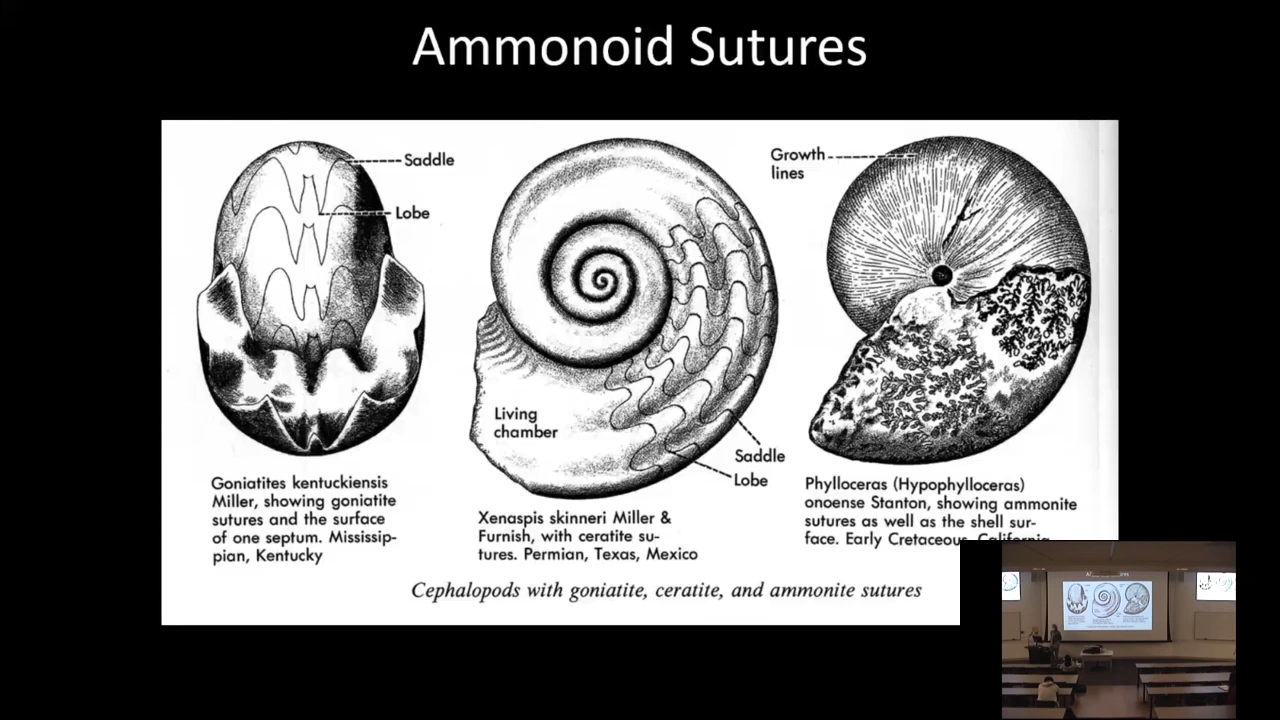 Ammonoid Sutures
Saddle
Lobe
Growth
lines
Living
chamber
Saddle
Lobe
Goniatites kentuckiensis
Miller, showing goniatite
sutures and the surface
of one septum. Mississip-
pian, Kentucky
Xenaspis skinneri Miller &
Furnish, with ceratite su-
tures. Permian, Texas, Mexico
Phylloceras (Hypophylloceras)
onoense Stanton, showing ammonite
sutures as well as the shell sur-
face. Early Cretaceous, California
Cephalopods with goniatite, ceratite, and ammonite sutures